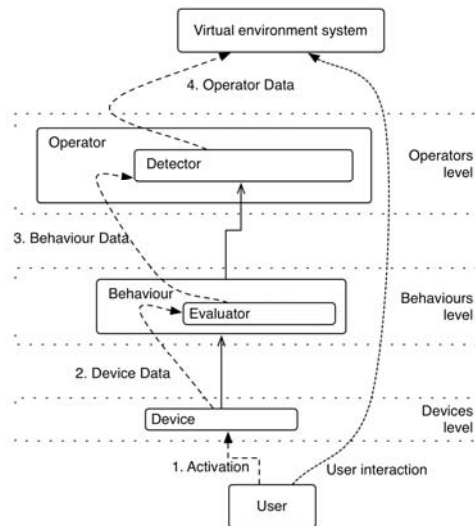 Virtual environment system
4. Operator Data
Operator
Detector
Operators
level
3. Behaviour Data
Behaviour
Evaluator
Behaviours
level
2. Device Data
Device
Devices
level
1. Activation
User interaction
User